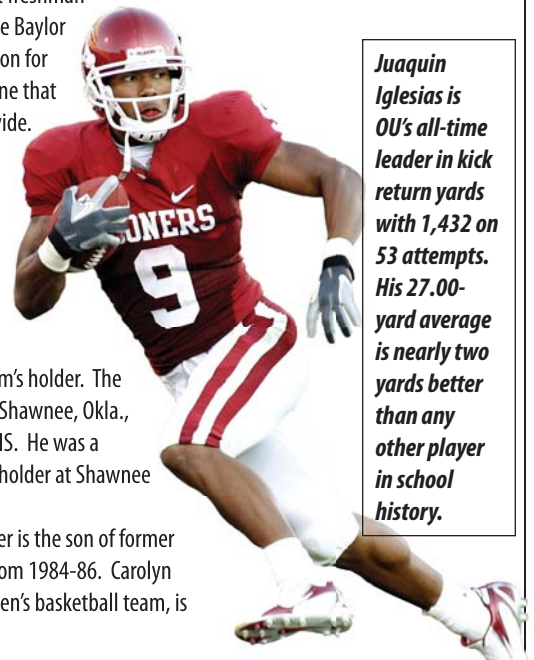 t freshman
e Baylor
on for
ne that
vide.
m's holder. The
Shawnee, Okla.,
HS. He was a
holder at Shawnee
er is the son of former
om 1984-86. Carolyn
en's basketball team, is
OONERS
9
Juaquin
Iglesias is
OU's all-time
leader in kick
return yards
with 1,432 on
53 attempts.
His 27.00-
yard average
is nearly two
yards better
than any
other player
in school
history.